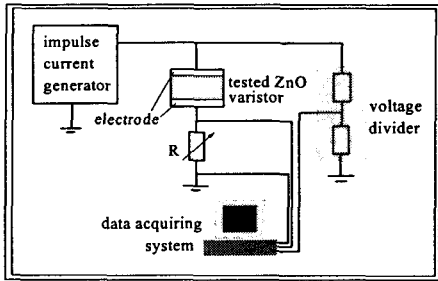 impulse
current
generator
tested ZnO
varistor
electrode
voltage
divider
R
data acquiring
system